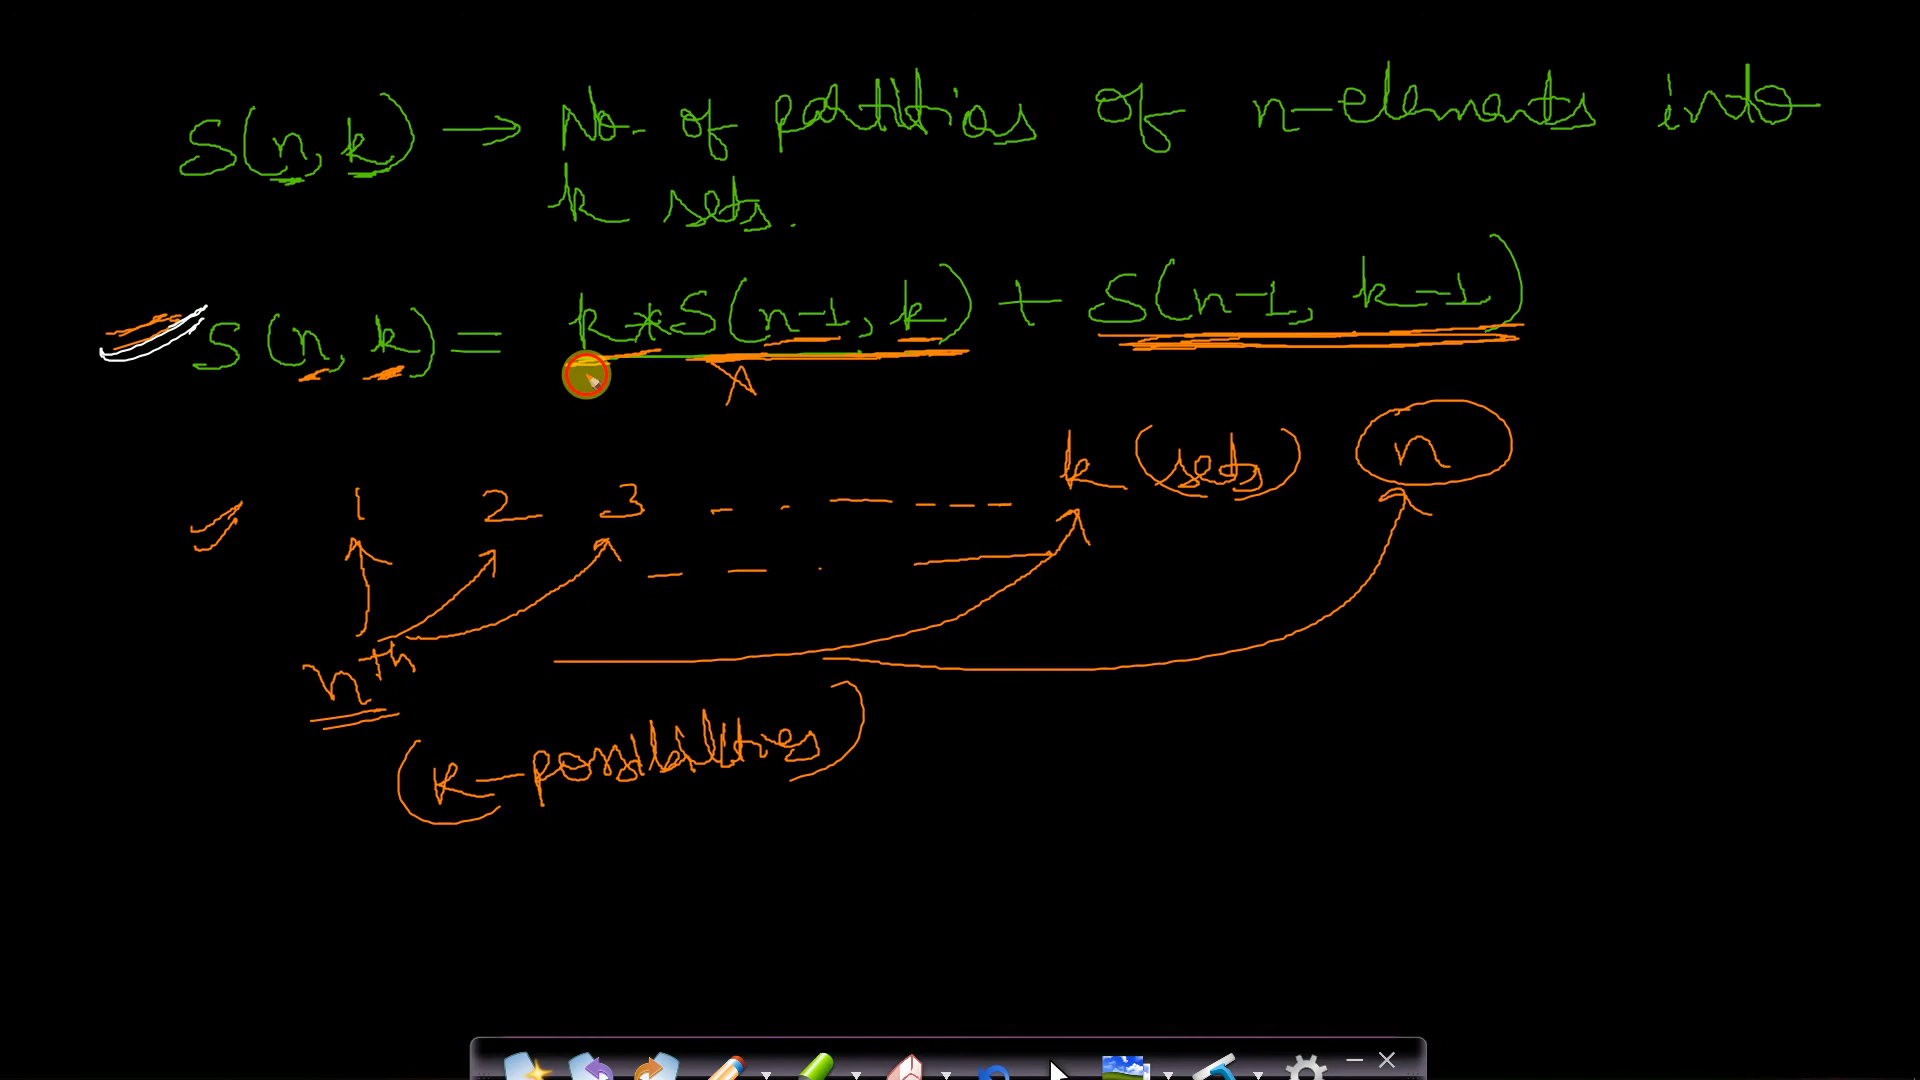 S(n, k) → No. of partitions of n-elements into
k sets.
S(n, k) = k * S(n-1, k) + S(n-1, k-1)
1 2 3 - - — - - - k (sets) n
nth
(k-possibilities)